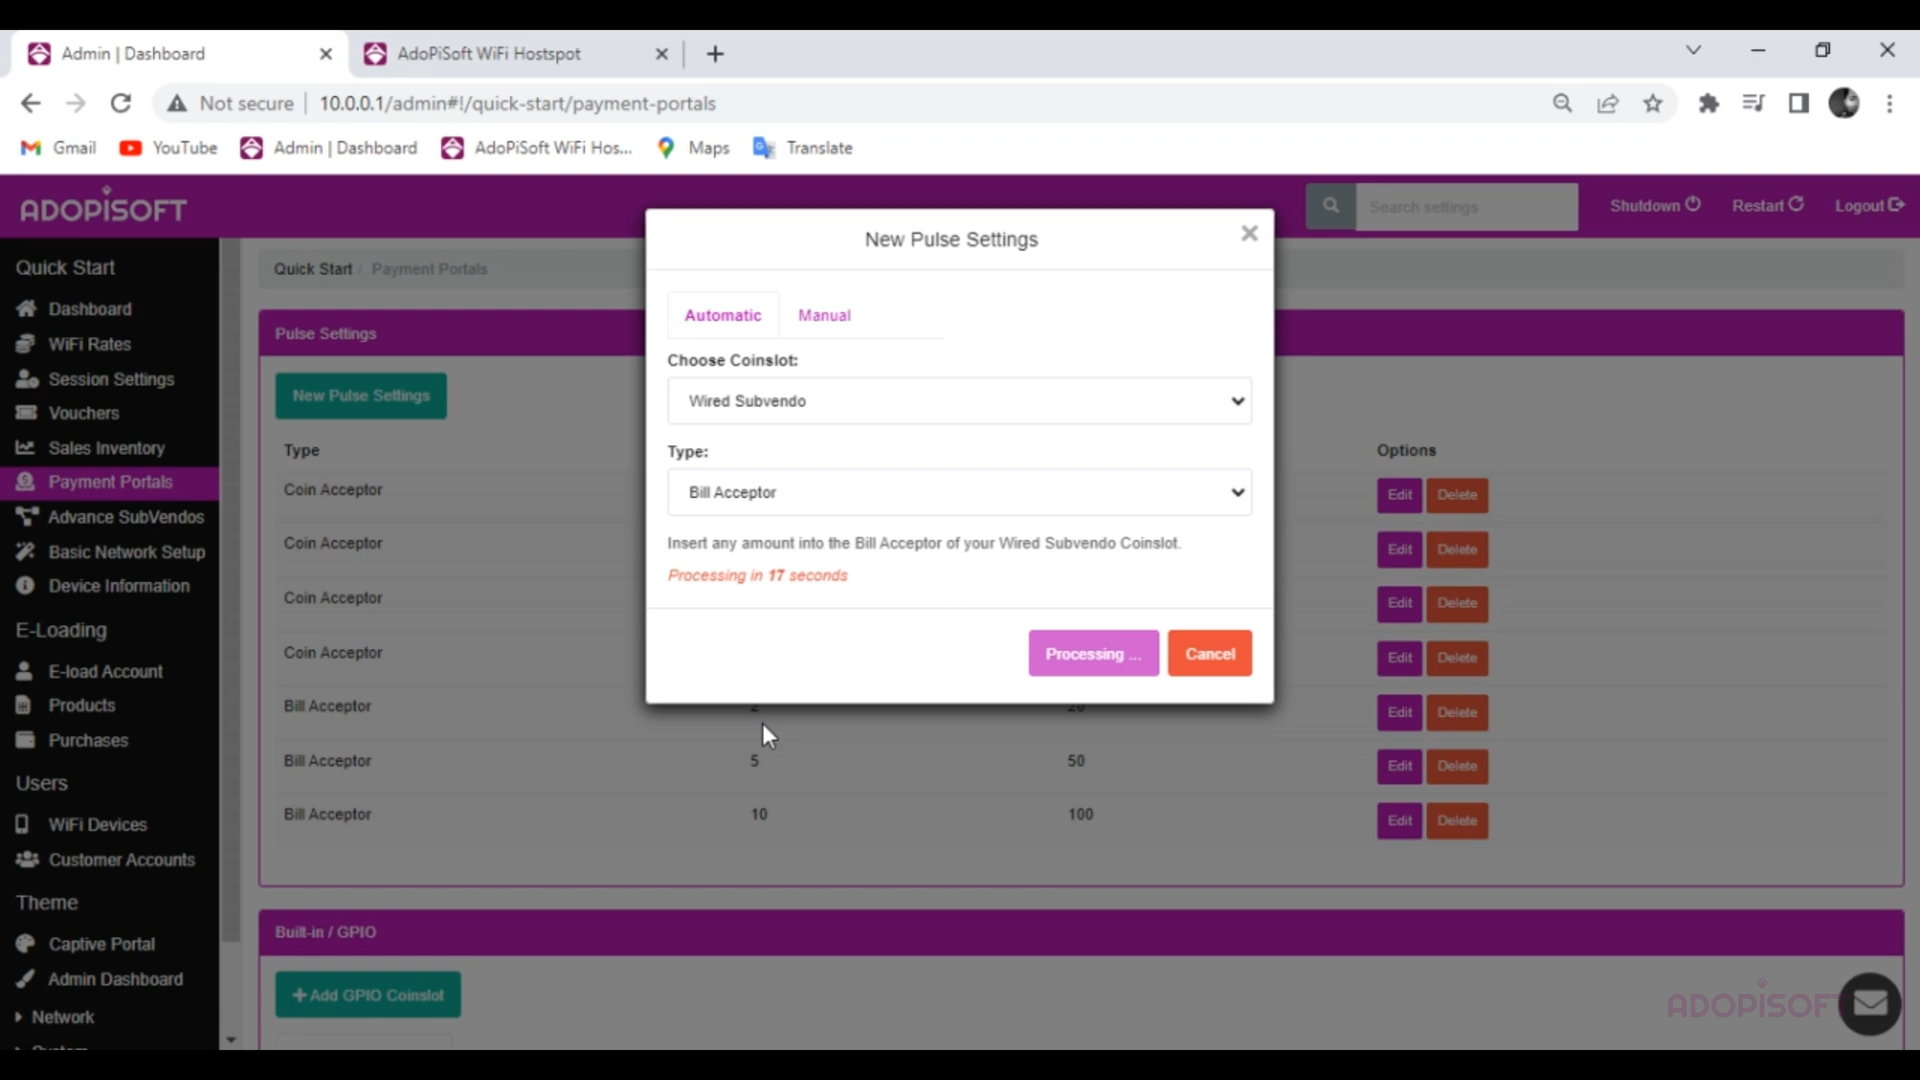 Admin | Dashboard
AdoPiSoft WiFi Hostspot
Not secure
10.0.0.1/admin#!/quick-start/payment-portals
Gmail
YouTube
Admin | Dashboard
AdoPiSoft WiFi Hos...
Maps
Translate
ADOPISOFT
Search settings
Shutdown
Restart
Logout
Quick Start
Dashboard
WiFi Rates
Session Settings
Vouchers
Sales Inventory
Payment Portals
Advance SubVendos
Basic Network Setup
Device Information
E-Loading
E-load Account
Products
Purchases
Users
WiFi Devices
Customer Accounts
Theme
Captive Portal
Admin Dashboard
Network
Quick Start / Payment Portals
Pulse Settings
New Pulse Settings
Type
Options
Coin Acceptor
Edit Delete
Coin Acceptor
Edit Delete
Coin Acceptor
Edit Delete
Coin Acceptor
Edit Delete
Bill Acceptor 2 20
Edit Delete
Bill Acceptor 5 50
Edit Delete
Bill Acceptor 10 100
Edit Delete
Built-in / GPIO
+Add GPIO Coinslot
New Pulse Settings
Automatic
Manual
Choose Coinslot:
Wired Subvendo
Type:
Bill Acceptor
Insert any amount into the Bill Acceptor of your Wired Subvendo Coinslot.
Processing in 17 seconds
Processing ...
Cancel
ADOPISOFT